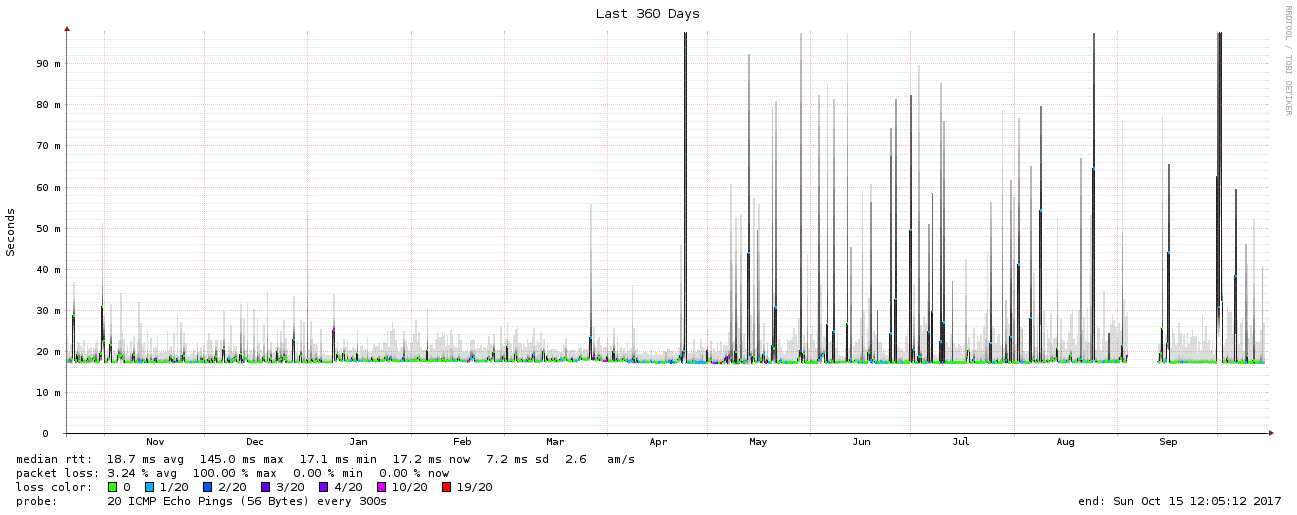 Last 360 Days
RRDTOOL / TOBI OETIKER
Seconds
90 m
80 m
70 m
60 m
50 m
40 m
30 m
20 m
10 m
0
Nov Dec Jan Feb Mar Apr May Jun Jul Aug Sep
median rtt: 18.7 ms avg 145.0 ms max 17.1 ms min 17.2 ms now 7.2 ms sd 2.6 am/s
packet loss: 3.24 % avg 100.00 % max 0.00 % min 0.00 % now
loss color: 0 1/20 2/20 3/20 4/20 10/20 19/20
probe: 20 ICMP Echo Pings (56 Bytes) every 300s end: Sun Oct 15 12:05:12 2017